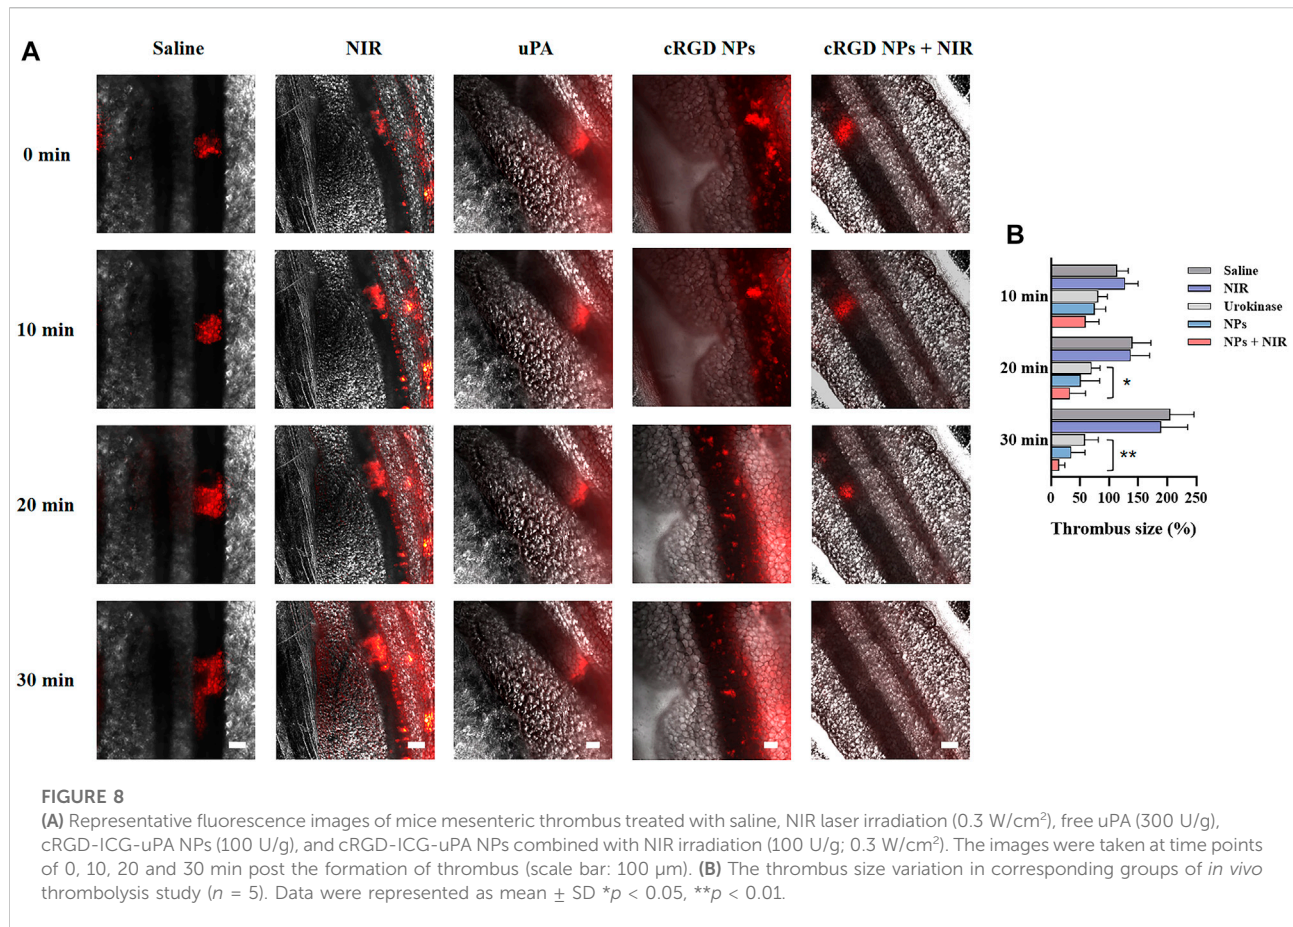 A
Saline NIR uPA cRGD NPs cRGD NPs + NIR
0 min
10 min
20 min
30 min
B
10 min
20 min
30 min
*
**
0 50 100 150 200 250
Thrombus size (%)
Saline
NIR
Urokinase
NPs
NPs + NIR
FIGURE 8
(A) Representative fluorescence images of mice mesenteric thrombus treated with saline, NIR laser irradiation (0.3 W/cm²), free uPA (300 U/g),
cRGD-ICG-uPA NPs (100 U/g), and cRGD-ICG-uPA NPs combined with NIR irradiation (100 U/g; 0.3 W/cm²). The images were taken at time points
of 0, 10, 20 and 30 min post the formation of thrombus (scale bar: 100 µm). (B) The thrombus size variation in corresponding groups of in vivo
thrombolysis study (n = 5). Data were represented as mean ± SD *p < 0.05, **p < 0.01.